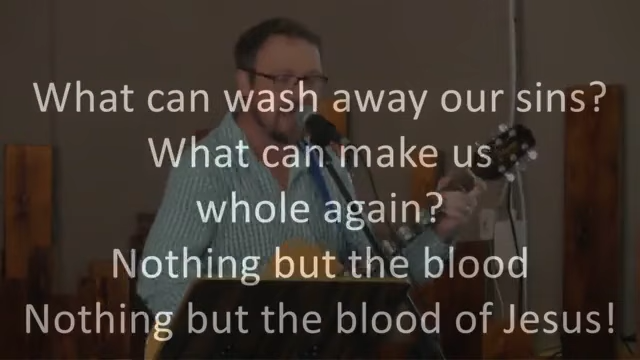 What can wash away our sins?
What can make us
whole again?
Nothing but the blood
Nothing but the blood of Jesus!